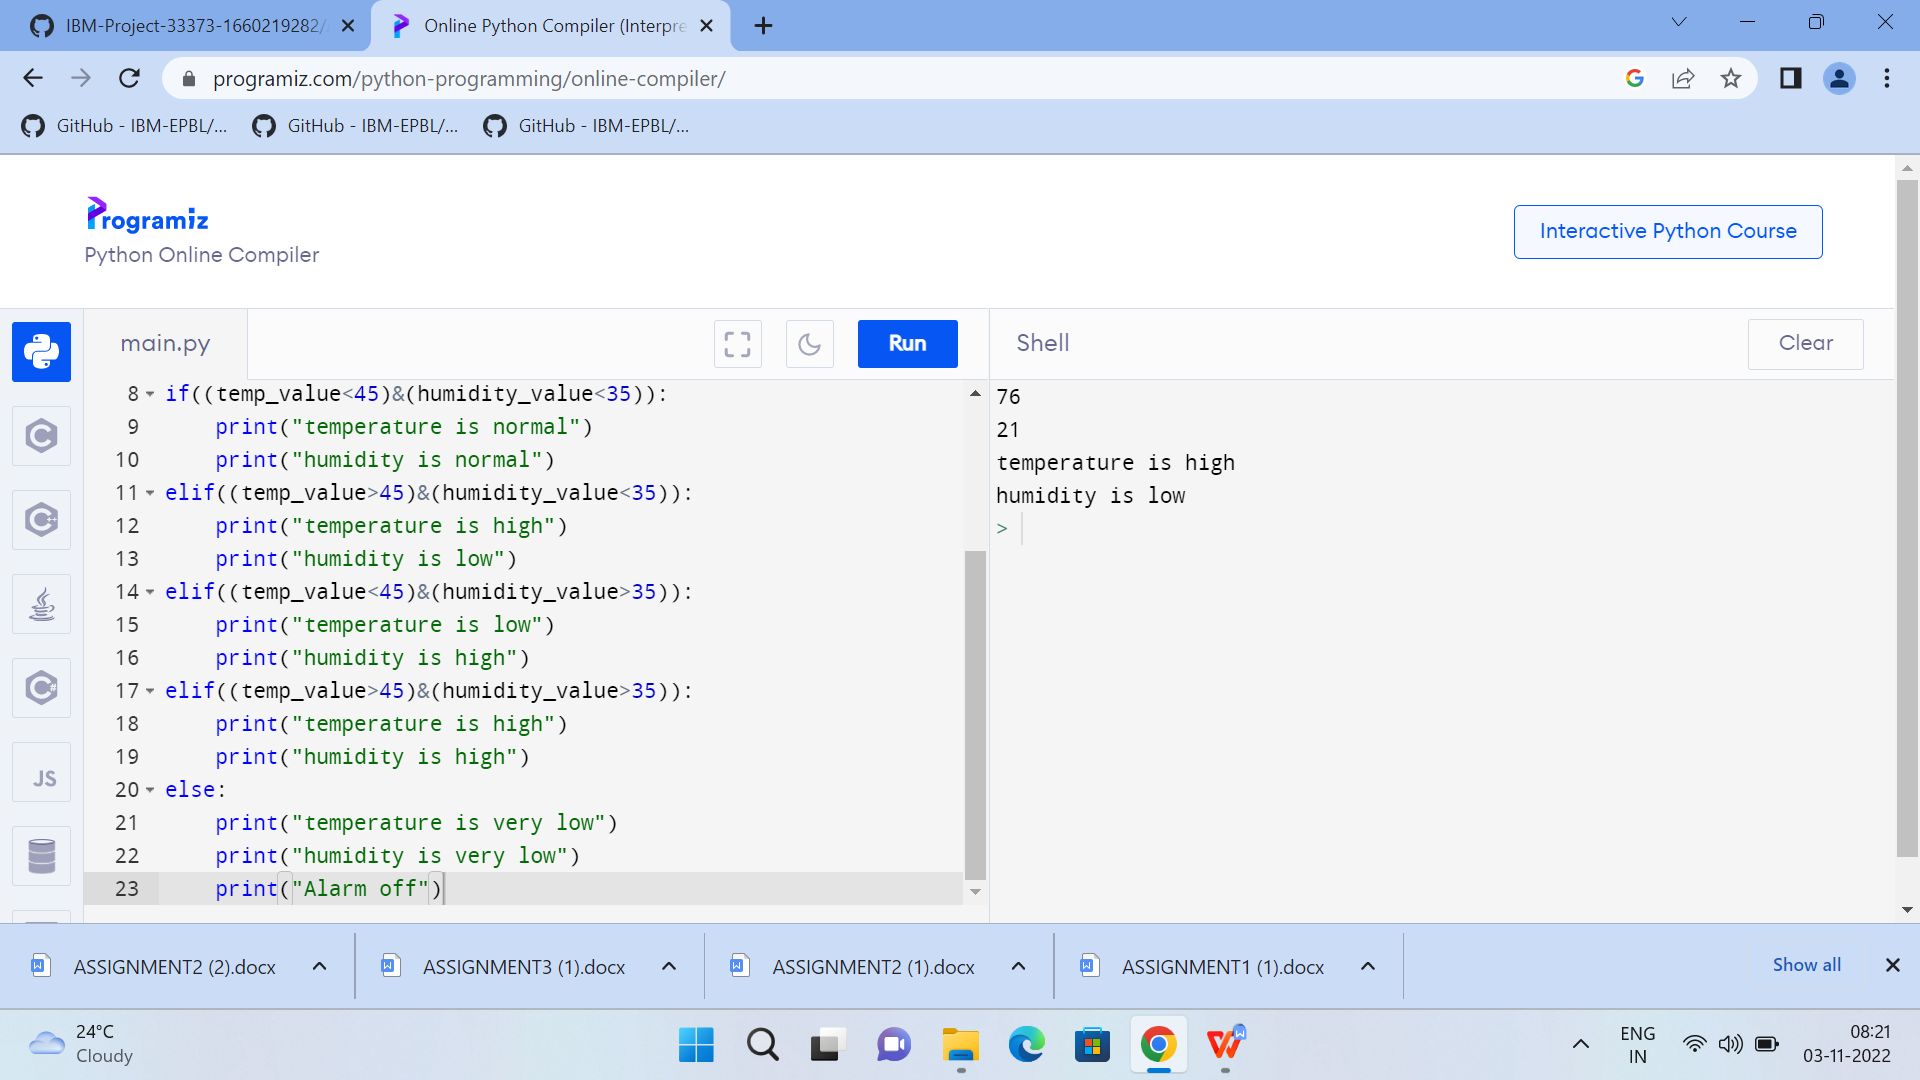 IBM-Project-33373-1660219282/
Online Python Compiler (Interpre
programiz.com/python-programming/online-compiler/
GitHub - IBM-EPBL/...
GitHub - IBM-EPBL/...
GitHub - IBM-EPBL/...
Programiz
Python Online Compiler
Interactive Python Course
main.py
Run
Shell
Clear
8 if((temp_value<45)&(humidity_value<35)):
9 print("temperature is normal")
10 print("humidity is normal")
11 elif((temp_value>45)&(humidity_value<35)):
12 print("temperature is high")
13 print("humidity is low")
14 elif((temp_value<45)&(humidity_value>35)):
15 print("temperature is low")
16 print("humidity is high")
17 elif((temp_value>45)&(humidity_value>35)):
18 print("temperature is high")
19 print("humidity is high")
20 else:
21 print("temperature is very low")
22 print("humidity is very low")
23 print("Alarm off")
76
21
temperature is high
humidity is low
>
JS
ASSIGNMENT2 (2).docx
ASSIGNMENT3 (1).docx
ASSIGNMENT2 (1).docx
ASSIGNMENT1 (1).docx
Show all
24°C
Cloudy
ENG
IN
08:21
03-11-2022